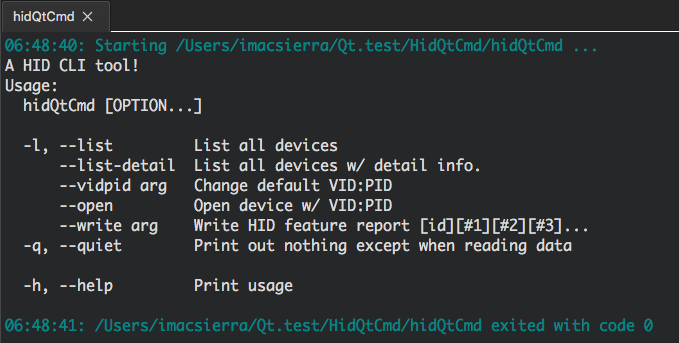 hidQtCmd ×
06:48:40: Starting /Users/imacsierra/Qt.test/HidQtCmd/hidQtCmd ...
A HID CLI tool!
Usage:
  hidQtCmd [OPTION...]

  -l, --list         List all devices
      --list-detail  List all devices w/ detail info.
      --vidpid arg   Change default VID:PID
      --open         Open device w/ VID:PID
      --write arg    Write HID feature report [id][#1][#2][#3]...
  -q, --quiet        Print out nothing except when reading data

  -h, --help         Print usage

06:48:41: /Users/imacsierra/Qt.test/HidQtCmd/hidQtCmd exited with code 0